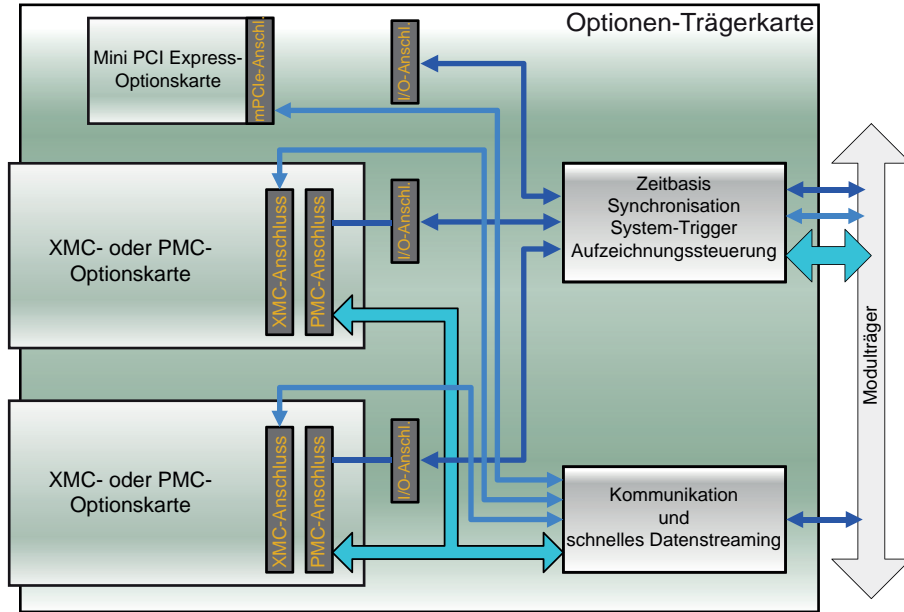 Optionen-Trägerkarte
Mini PCI Express-
Optionskarte
mPCIe-Anschl.
I/O-Anschl.
XMC- oder PMC-
Optionskarte
XMC-Anschluss
PMC-Anschluss
I/O-Anschl.
Zeitbasis
Synchronisation
System-Trigger
Aufzeichnungssteuerung
XMC- oder PMC-
Optionskarte
XMC-Anschluss
PMC-Anschluss
I/O-Anschl.
Kommunikation
und
schnelles Datenstreaming
Modulträger